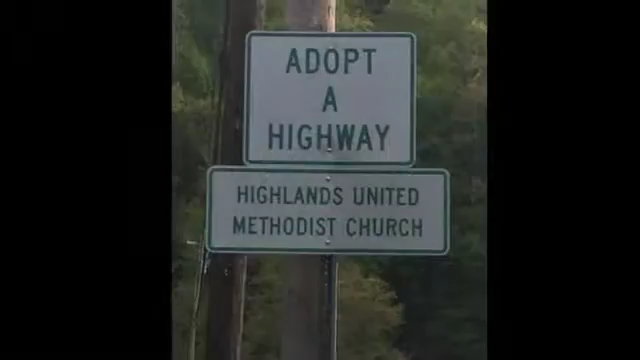 ADOPT
A
HIGHWAY
HIGHLANDS UNITED
METHODIST CHURCH